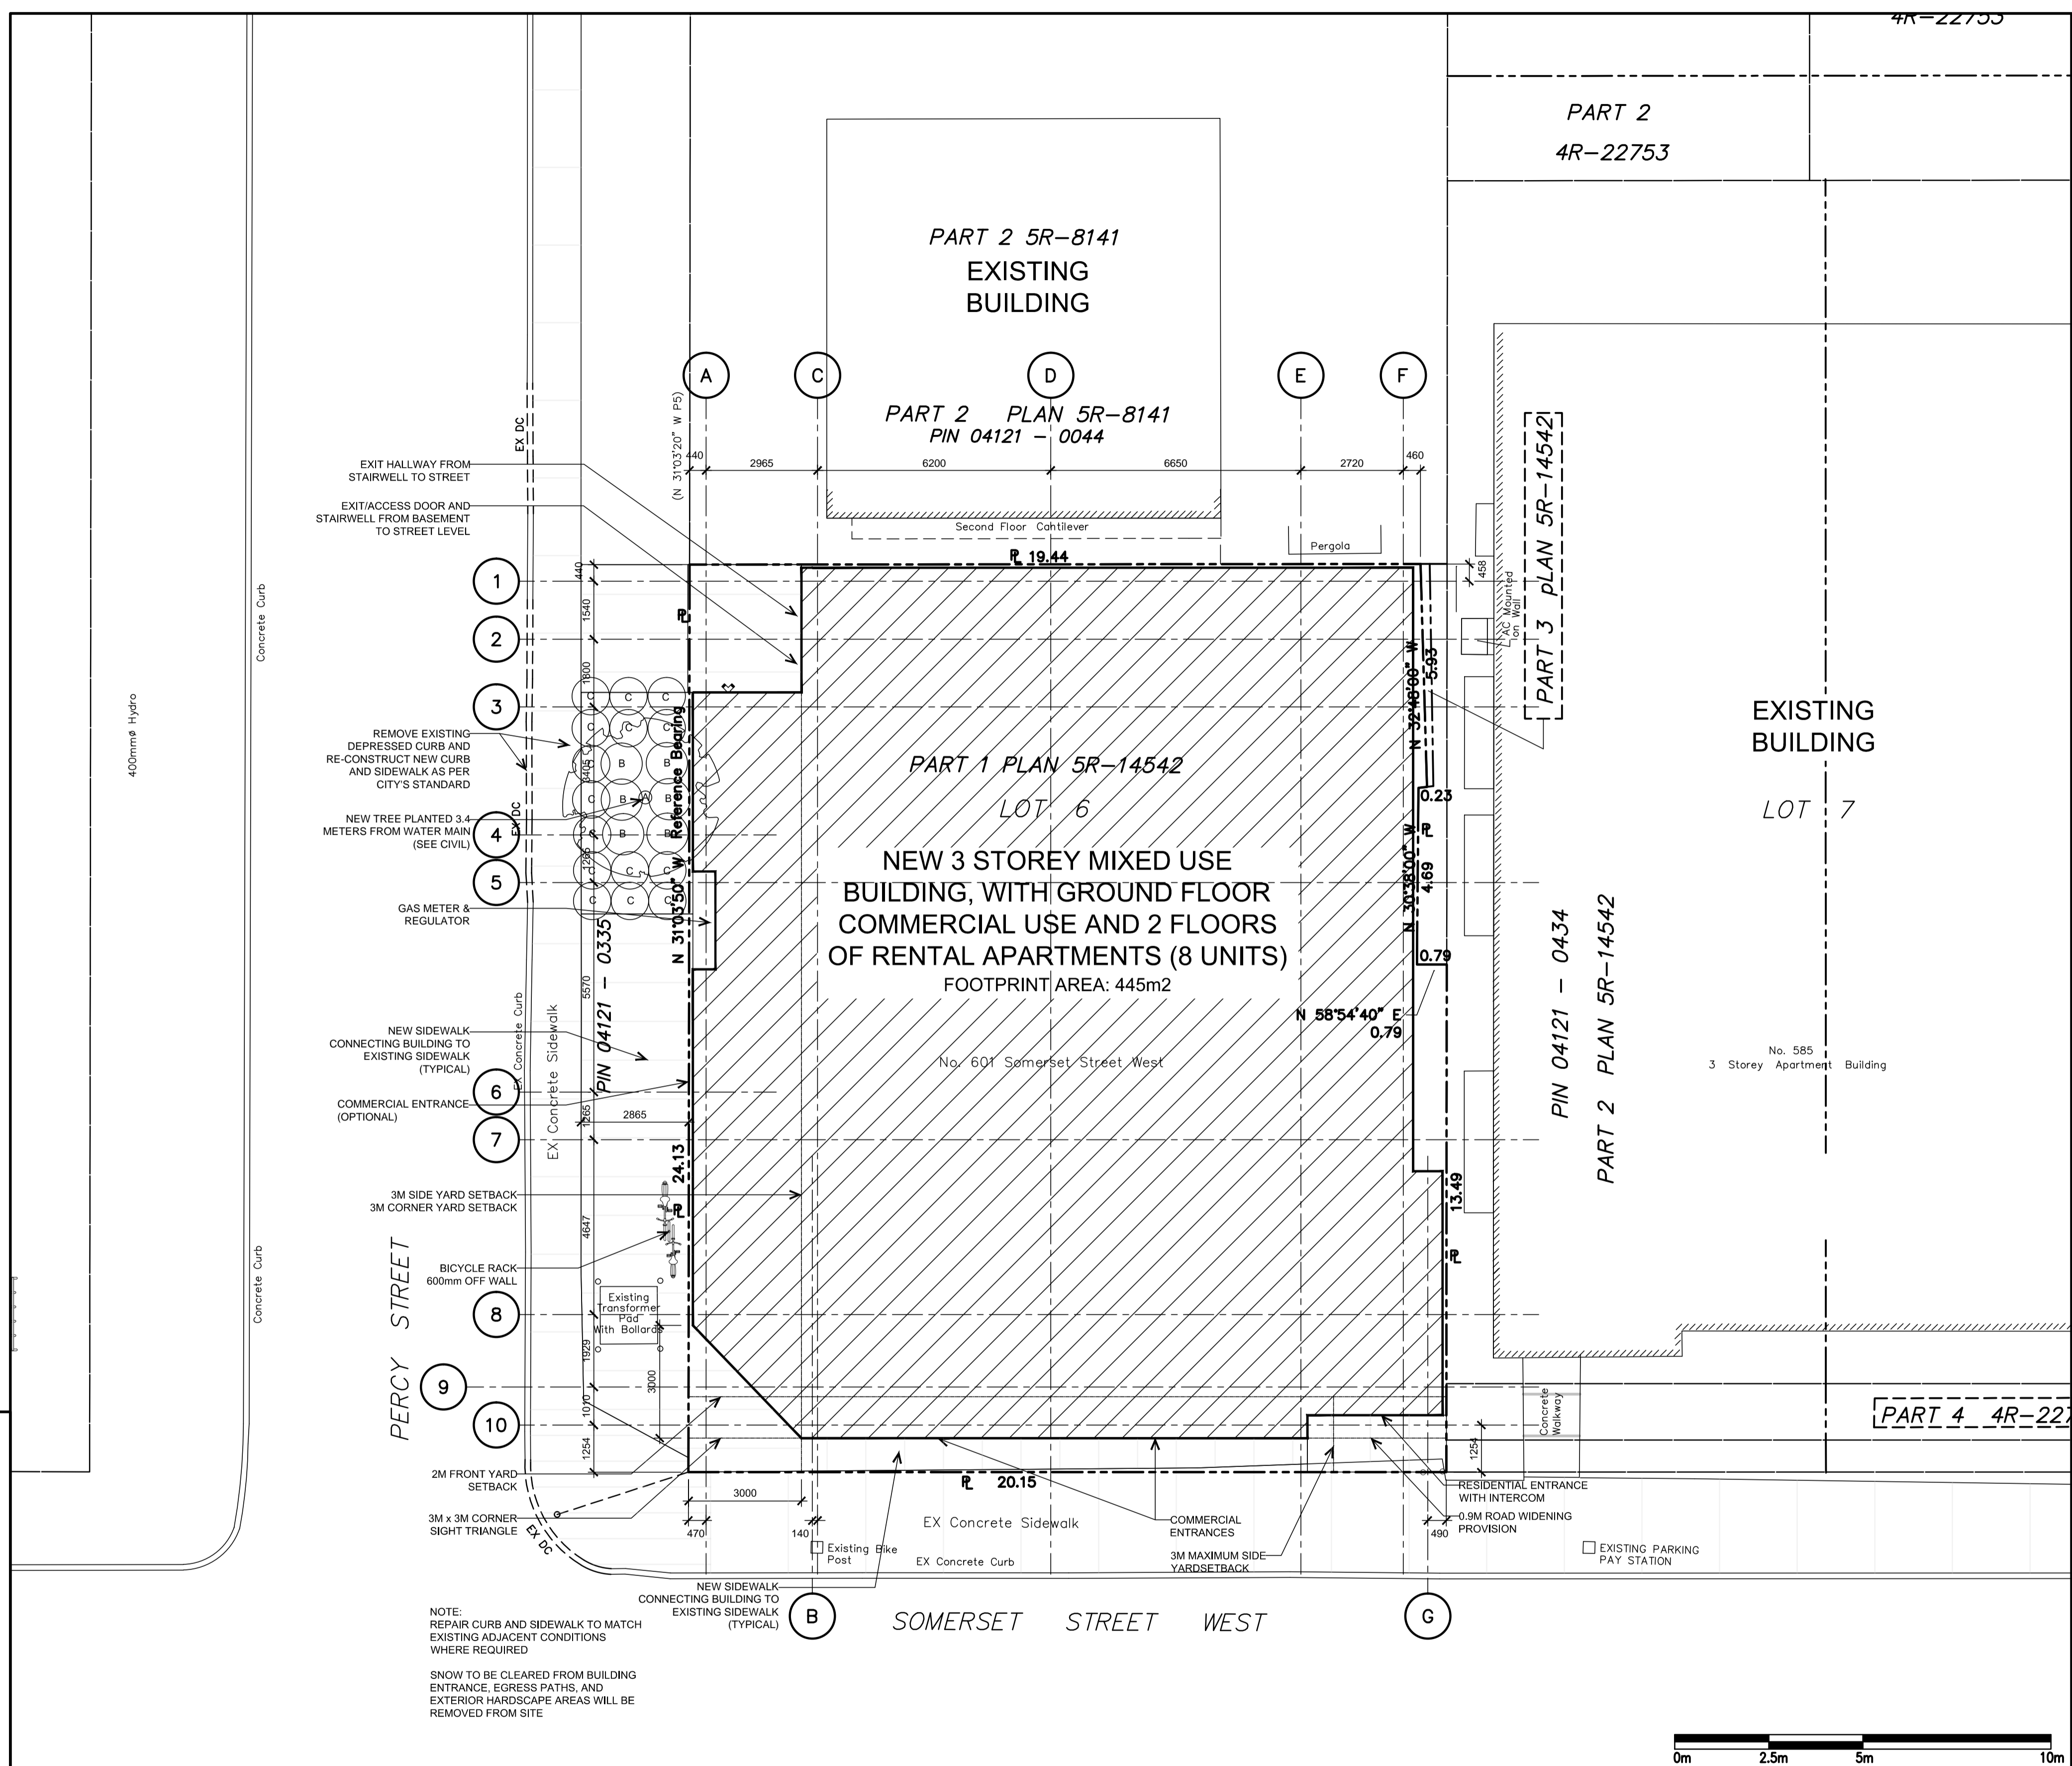 4R-22753
PART 2
4R-22753
PART 2 5R-8141
EXISTING
BUILDING
A
C
D
E
F
(N 31°03'20" W P5)
PART 2 PLAN 5R-8141
PIN 04121 - 0044
440
2965
6200
6650
2720
460
EX DC
EXIT HALLWAY FROM
STAIRWELL TO STREET
EXIT/ACCESS DOOR AND
STAIRWELL FROM BASEMENT
TO STREET LEVEL
Second Floor Cantilever
Pergola
PL 19.44
458
AC Mounted
on Wall
PART 3 pLAN 5R-14542
Concrete Curb
400mmø Hydro
1
2
3
4
5
6
7
8
9
10
440
1540
1800
3405
1265
5570
1265
4647
1929
1010
1254
PL
C C C
C C C
B B B
C B A B
C B B
C C C
C C C
REMOVE EXISTING
DEPRESSED CURB AND
RE-CONSTRUCT NEW CURB
AND SIDEWALK AS PER
CITY'S STANDARD
EX DC
NEW TREE PLANTED 3.4
METERS FROM WATER MAIN
(SEE CIVIL)
GAS METER &
REGULATOR
N 31°03'50" W Reference Bearing
PIN 04121 - 0335
N 32°48'00" W
5.93
0.23
N 30°38'00" W
PL
4.69
0.79
N 58°54'40" E
0.79
PART 1 PLAN 5R-14542
LOT 6
NEW 3 STOREY MIXED USE
BUILDING, WITH GROUND FLOOR
COMMERCIAL USE AND 2 FLOORS
OF RENTAL APARTMENTS (8 UNITS)
FOOTPRINT AREA: 445m2
No. 601 Somerset Street West
EXISTING
BUILDING
LOT 7
PIN 04121 - 0434
PART 2 PLAN 5R-14542
No. 585
3 Storey Apartment Building
EX Concrete Curb
EX Concrete Sidewalk
NEW SIDEWALK
CONNECTING BUILDING TO
EXISTING SIDEWALK
(TYPICAL)
COMMERCIAL ENTRANCE
(OPTIONAL)
2865
24.13
PL
3M SIDE YARD SETBACK
3M CORNER YARD SETBACK
13.49
PL
BICYCLE RACK
600mm OFF WALL
Existing
Transformer
Pad
With Bollards
3000
PERCY STREET
Concrete Curb
Concrete
Walkway
PART 4 4R-227
1254
2M FRONT YARD
SETBACK
PL 20.15
3000
3M x 3M CORNER
SIGHT TRIANGLE
EX DC
470
140
490
EX Concrete Sidewalk
COMMERCIAL
ENTRANCES
RESIDENTIAL ENTRANCE
WITH INTERCOM
0.9M ROAD WIDENING
PROVISION
Existing Bike
Post
EX Concrete Curb
3M MAXIMUM SIDE
YARDSETBACK
EXISTING PARKING
PAY STATION
NEW SIDEWALK
CONNECTING BUILDING TO
EXISTING SIDEWALK
(TYPICAL)
B
G
SOMERSET STREET WEST
NOTE:
REPAIR CURB AND SIDEWALK TO MATCH
EXISTING ADJACENT CONDITIONS
WHERE REQUIRED
SNOW TO BE CLEARED FROM BUILDING
ENTRANCE, EGRESS PATHS, AND
EXTERIOR HARDSCAPE AREAS WILL BE
REMOVED FROM SITE
0m 2.5m 5m 10m